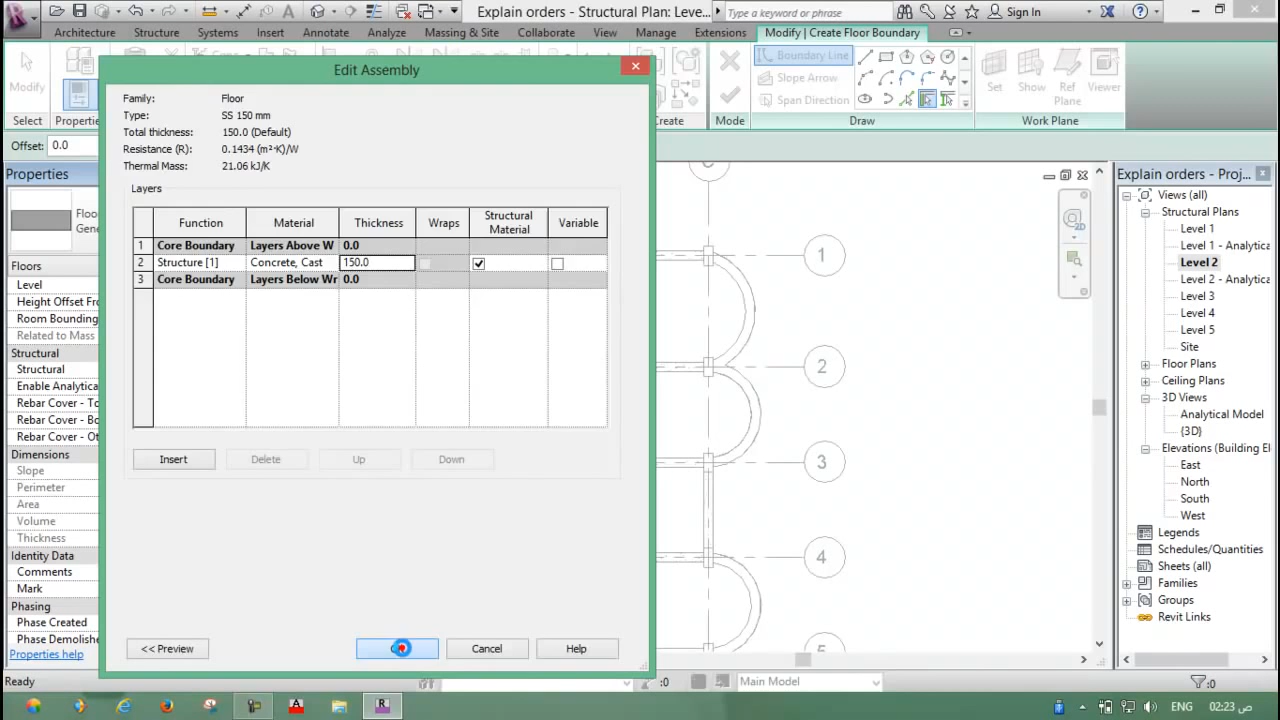 Explain orders - Structural Plan: Leve...
Type a keyword or phrase
Sign In
Architecture Structure Systems Insert Annotate Analyze Massing & Site Collaborate View Manage Extensions Modify | Create Floor Boundary
Modify
Boundary Line
Slope Arrow
Span Direction
Set Show Ref Plane Viewer
Select Properties Create Mode Draw Work Plane
Offset: 0.0
Edit Assembly
Family: Floor
Type: SS 150 mm
Total thickness: 150.0 (Default)
Resistance (R): 0.1434 (m²·K)/W
Thermal Mass: 21.06 kJ/K
Layers
Function Material Thickness Wraps Structural Material Variable
1 Core Boundary Layers Above W 0.0
2 Structure [1] Concrete, Cast 150.0
3 Core Boundary Layers Below Wr 0.0
Insert Delete Up Down
<< Preview Cancel Help
Properties
Floo
Gene
Floors
Level
Height Offset From
Room Bounding
Related to Mass
Structural
Structural
Enable Analytica
Rebar Cover - To
Rebar Cover - Bo
Rebar Cover - Ot
Dimensions
Slope
Perimeter
Area
Volume
Thickness
Identity Data
Comments
Mark
Phasing
Phase Created
Phase Demolishe
Properties help
1
2
3
4
5
2D
Explain orders - Proj...
Views (all)
Structural Plans
Level 1
Level 1 - Analytica
Level 2
Level 2 - Analytica
Level 3
Level 4
Level 5
Site
Floor Plans
Ceiling Plans
3D Views
Analytical Model
{3D}
Elevations (Building El
East
North
South
West
Legends
Schedules/Quantities
Sheets (all)
Families
Groups
Revit Links
Ready
:0
Main Model
:0
ENG
02:23 ص